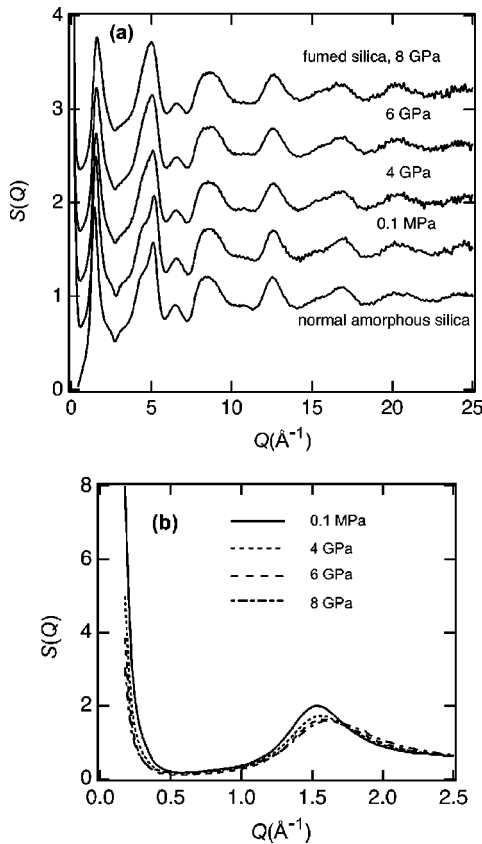 (a)
fumed silica, 8 GPa
6 GPa
4 GPa
0.1 MPa
normal amorphous silica
4
3
2
1
0
S(Q)
0 5 10 15 20 25
Q(Å⁻¹)
(b)
0.1 MPa
4 GPa
6 GPa
8 GPa
8
6
4
2
0
S(Q)
0.0 0.5 1.0 1.5 2.0 2.5
Q(Å⁻¹)